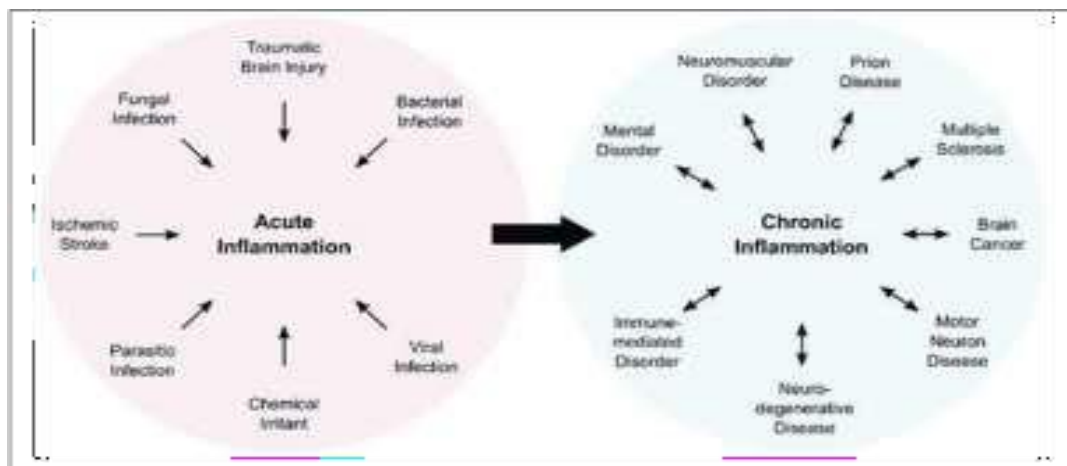 Traumatic
Brain Injury
Fungal
Infection
Bacterial
Infection
Ischemic
Stroke
Acute
Inflammation
Parasitic
Infection
Viral
Infection
Chemical
Irritant
Neuromuscular
Disorder
Prion
Disease
Mental
Disorder
Multiple
Sclerosis
Chronic
Inflammation
Brain
Cancer
Immune-
mediated
Disorder
Motor
Neuron
Disease
Neuro-
degenerative
Disease